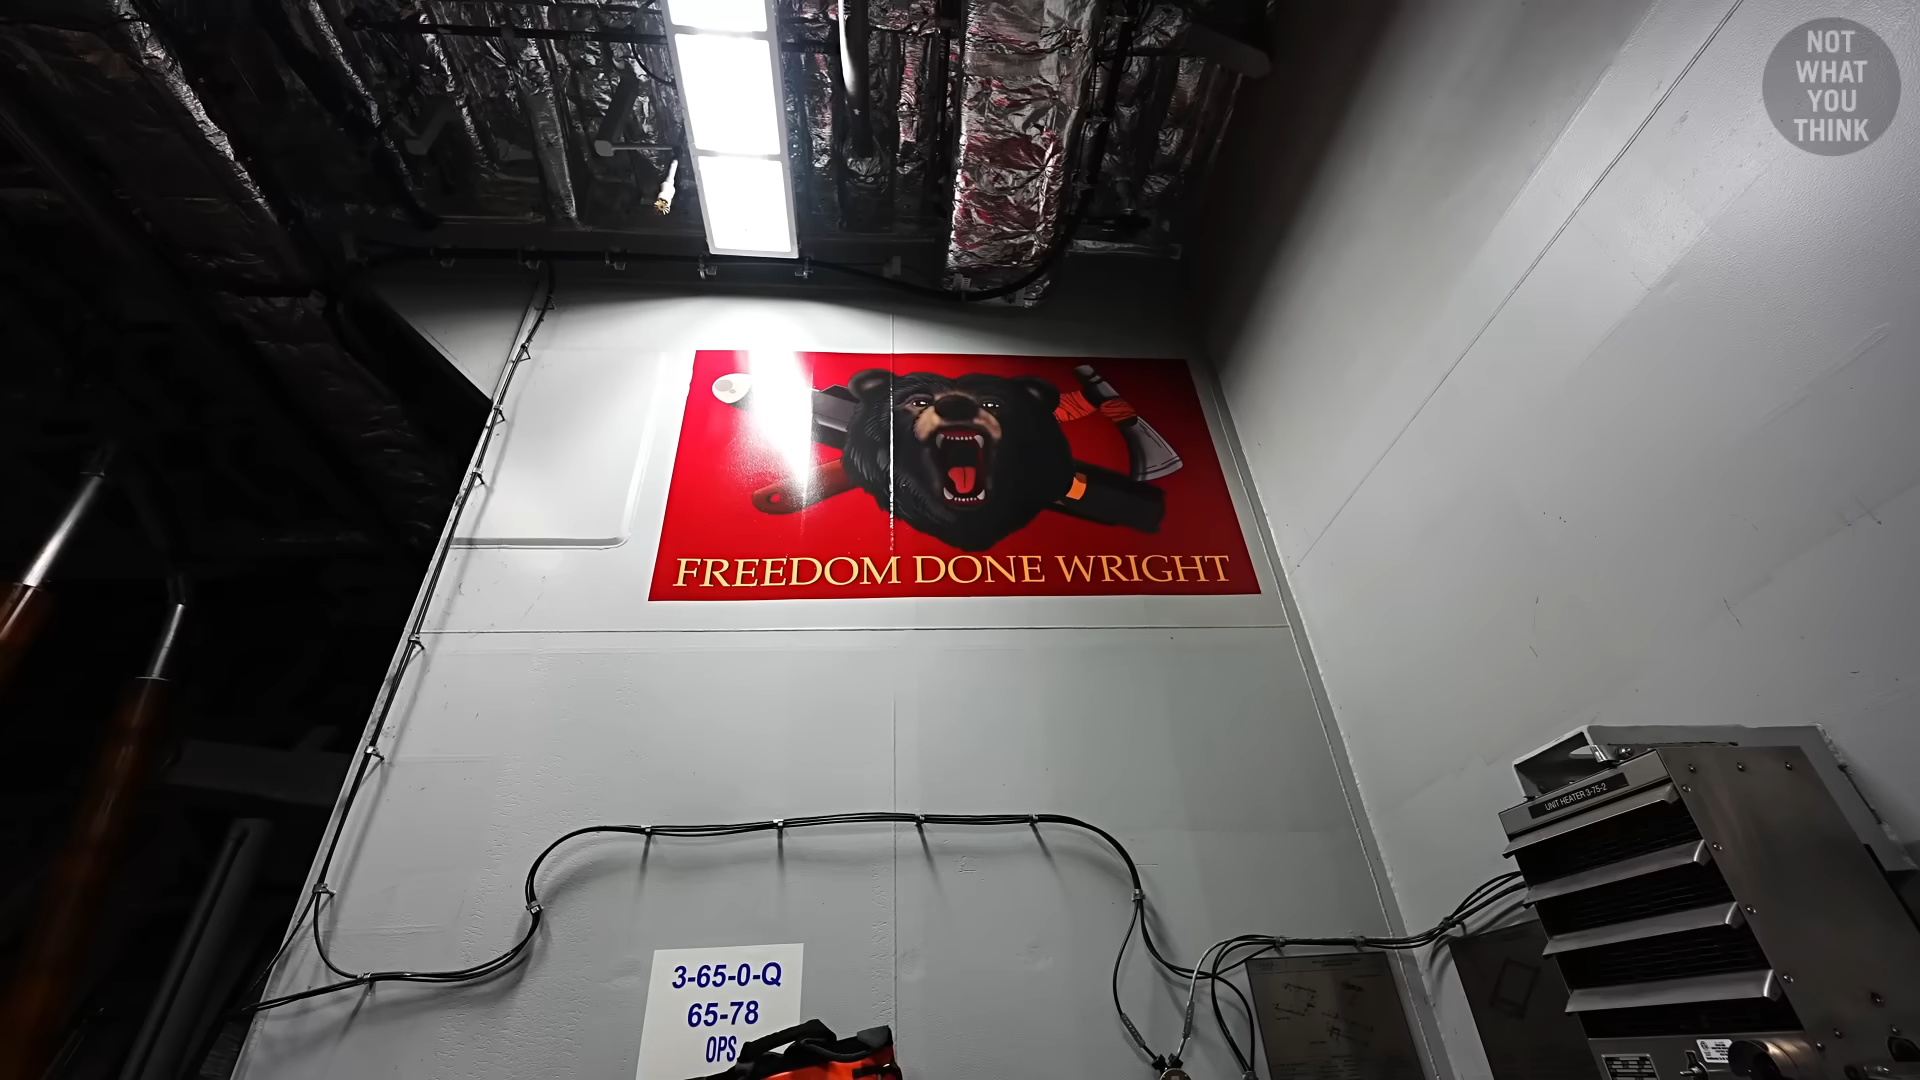 NOT
WHAT
YOU
THINK
FREEDOM DONE WRIGHT
UNIT HEATER 3-75-2
3-65-0-Q
65-78
OPS